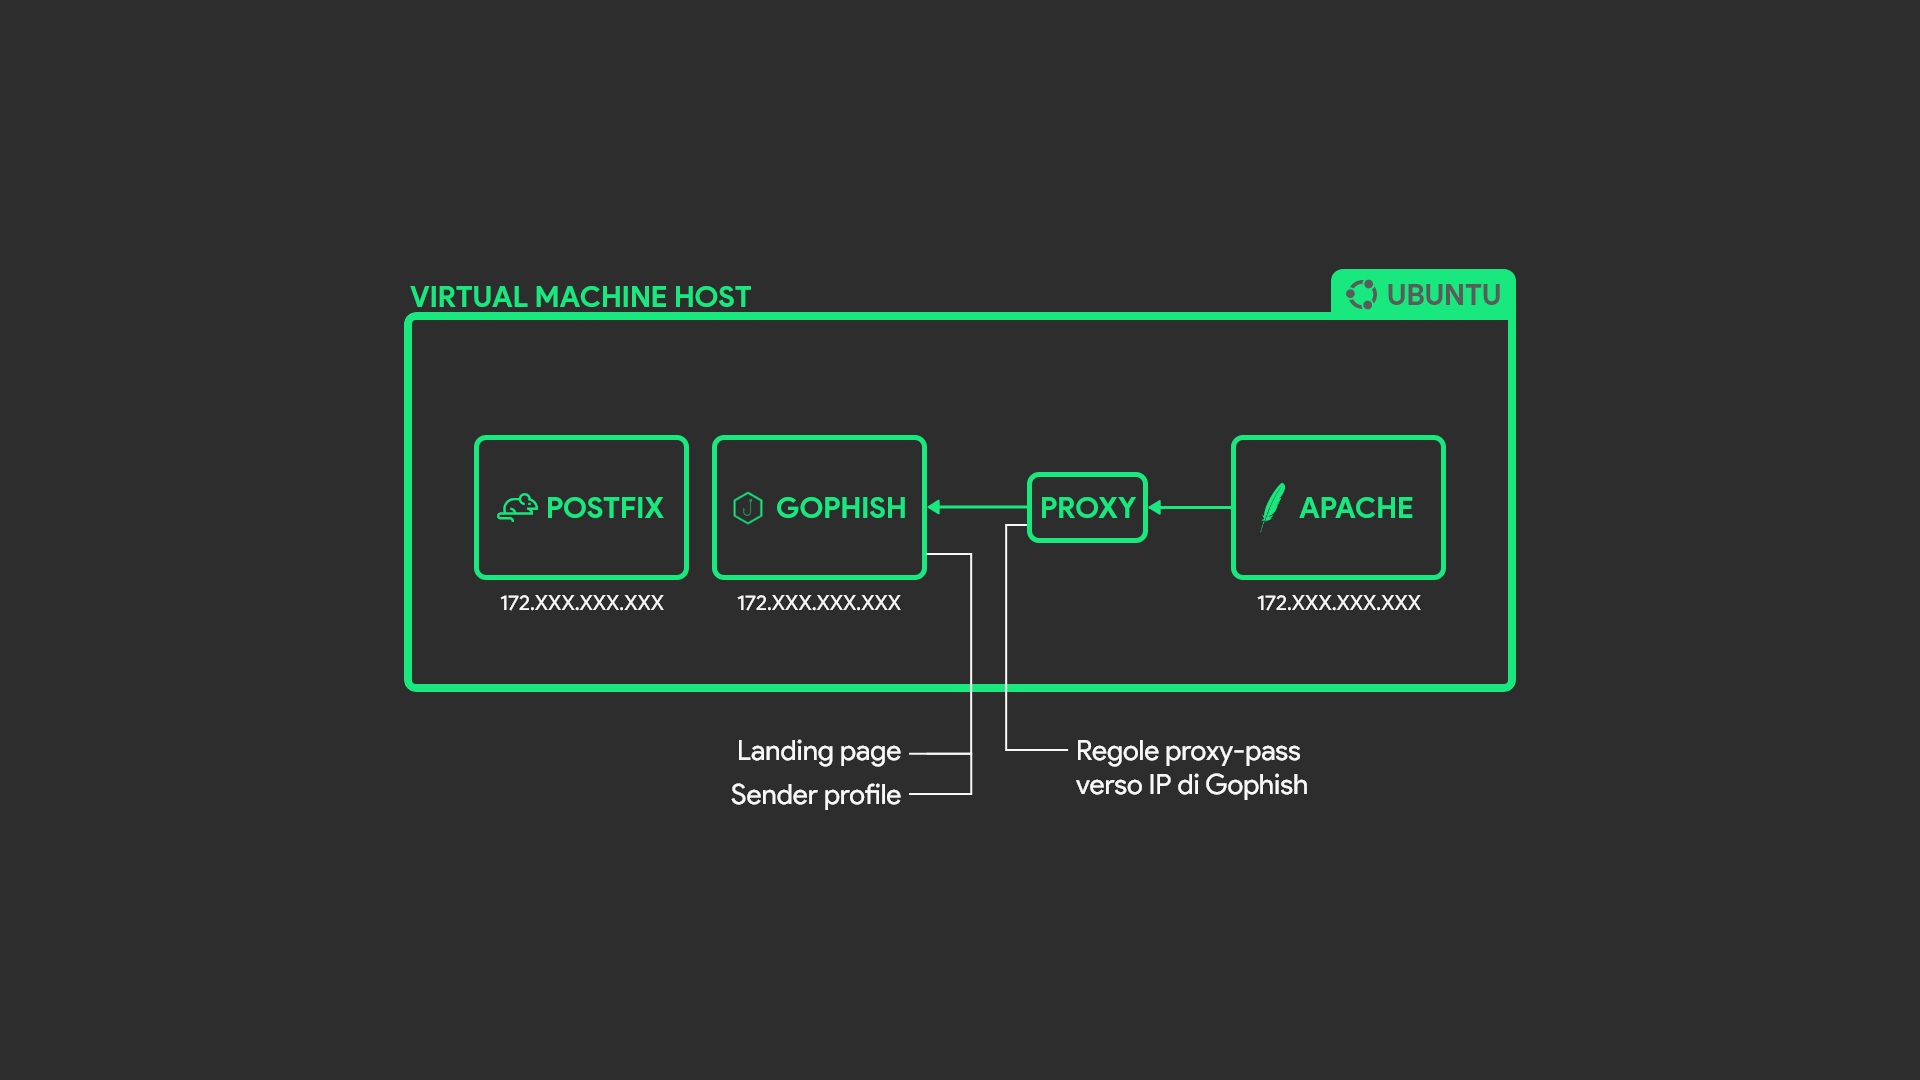 VIRTUAL MACHINE HOST
UBUNTU
POSTFIX
GOPHISH
PROXY
APACHE
172.XXX.XXX.XXX
172.XXX.XXX.XXX
172.XXX.XXX.XXX
Landing page
Sender profile
Regole proxy-pass
verso IP di Gophish